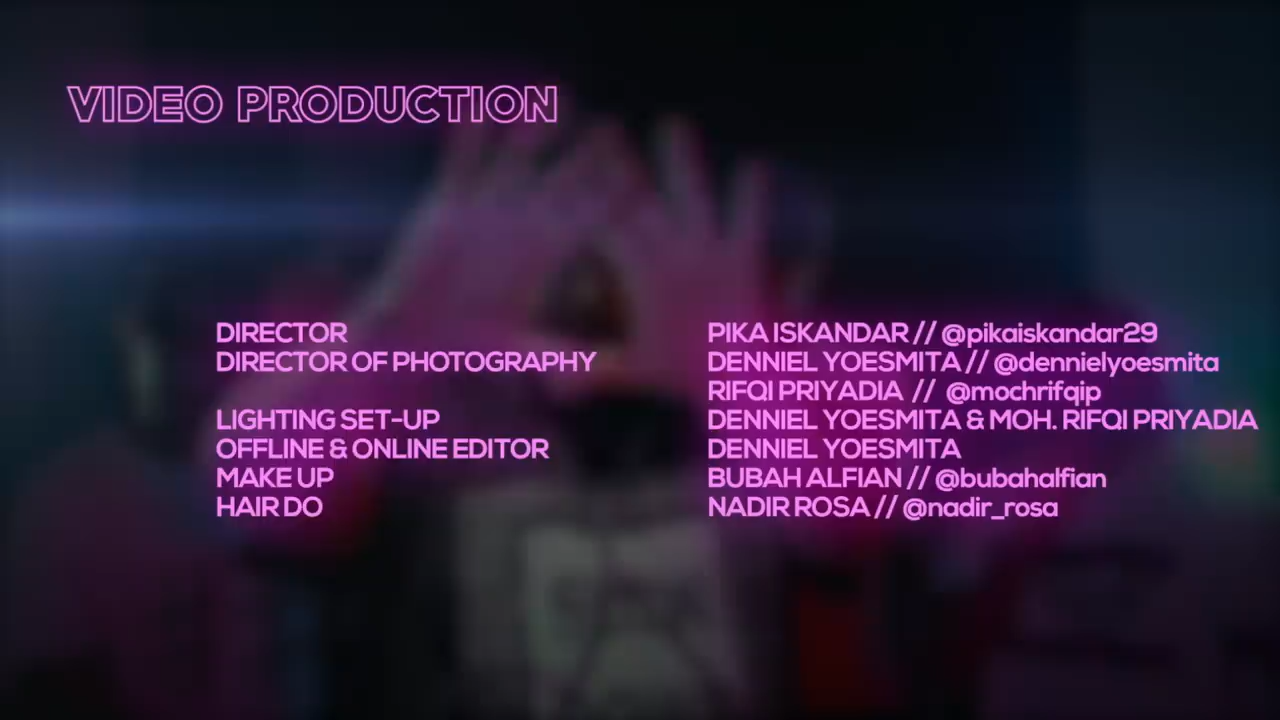 VIDEO PRODUCTION
DIRECTOR PIKA ISKANDAR // @pikaiskandar29
DIRECTOR OF PHOTOGRAPHY DENNIEL YOESMITA // @dennielyoesmita
RIFQI PRIYADIA // @mochrifqip
LIGHTING SET-UP DENNIEL YOESMITA & MOH. RIFQI PRIYADIA
OFFLINE & ONLINE EDITOR DENNIEL YOESMITA
MAKE UP BUBAH ALFIAN // @bubahalfian
HAIR DO NADIR ROSA // @nadir_rosa